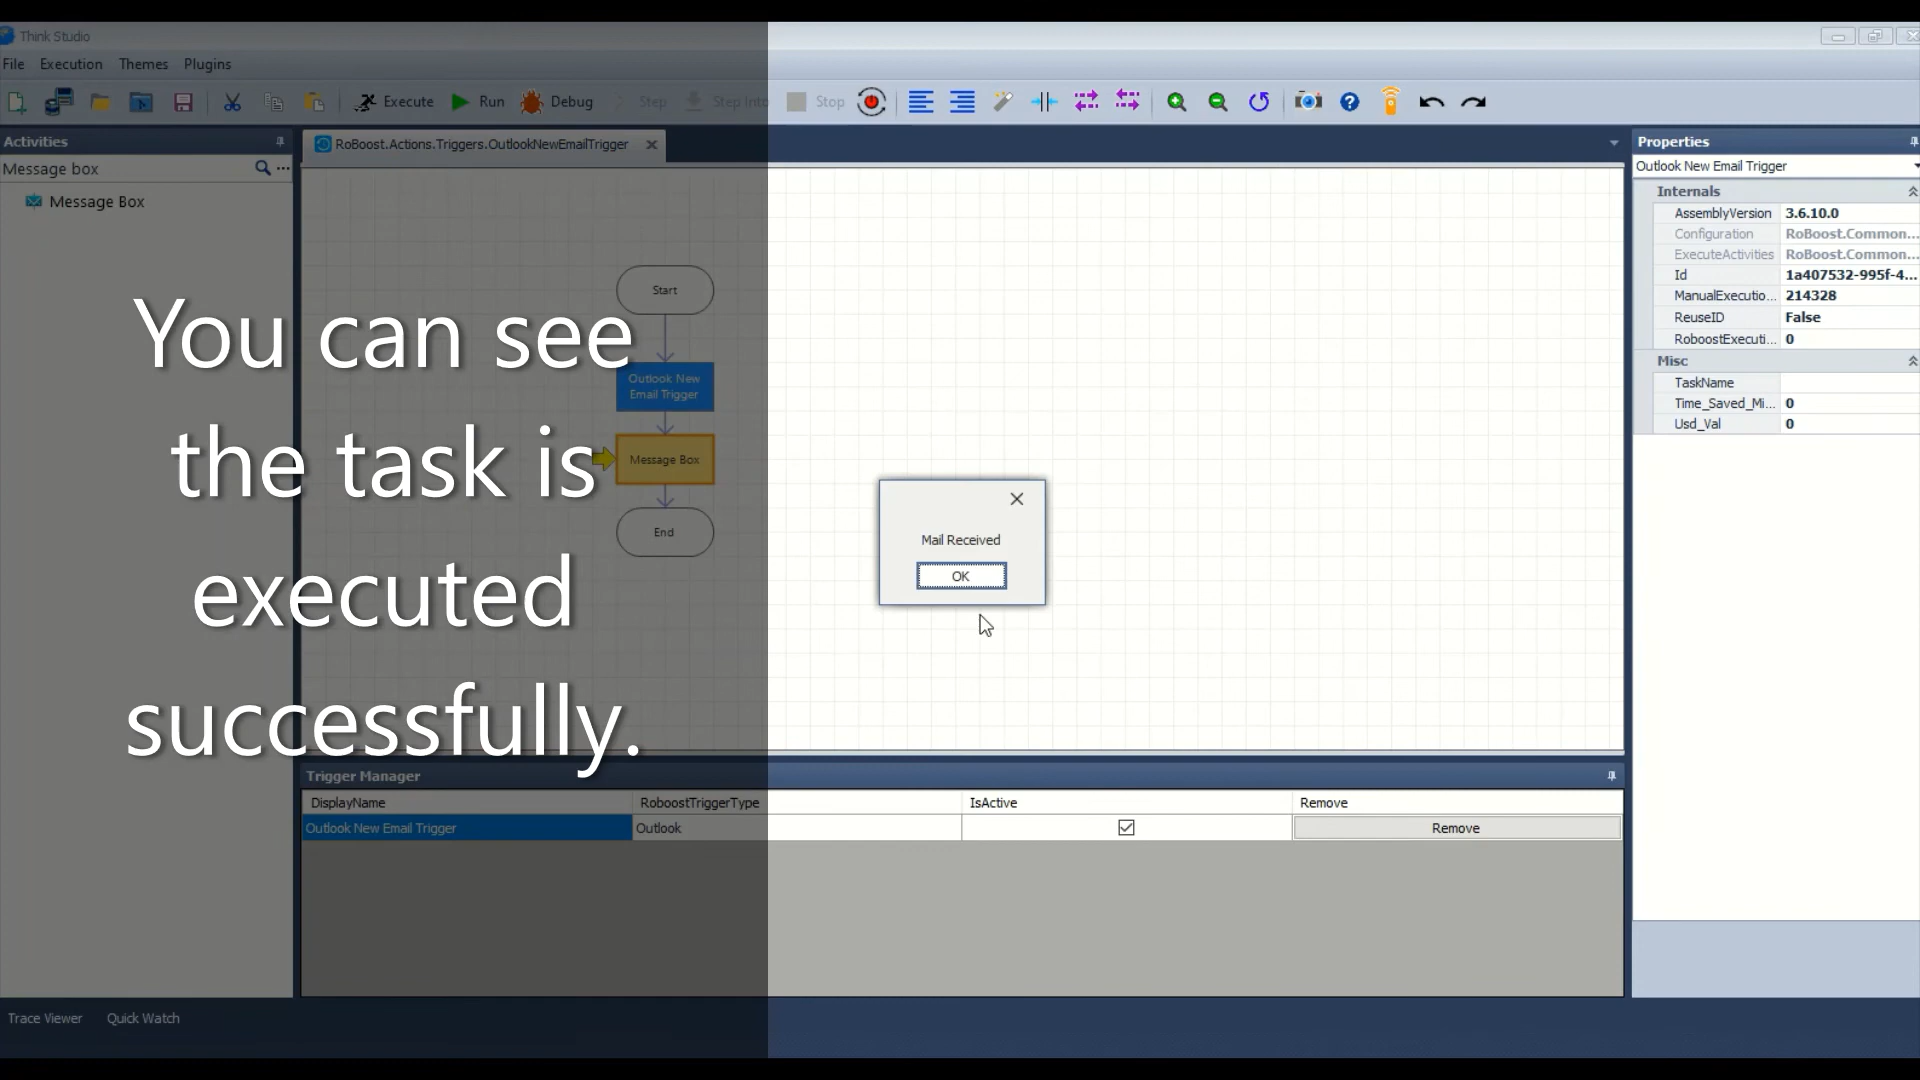 Think Studio
File Execution Themes Plugins
Execute Run Debug Step Step Into Stop
Activities
Message box
Message Box
RoBoost.Actions.Triggers.OutlookNewEmailTrigger
Start
Outlook New
Email Trigger
Message Box
End
You can see
the task is
executed
successfully.
Mail Received
OK
Properties
Outlook New Email Trigger
Internals
AssemblyVersion 3.6.10.0
Configuration RoBoost.Common...
ExecuteActivities RoBoost.Common...
Id 1a407532-995f-4...
ManualExecutio... 214328
ReuseID False
RoboostExecuti... 0
Misc
TaskName
Time_Saved_Mi... 0
Usd_Val 0
Trigger Manager
DisplayName RoboostTriggerType IsActive Remove
Outlook New Email Trigger Outlook Remove
Trace Viewer Quick Watch